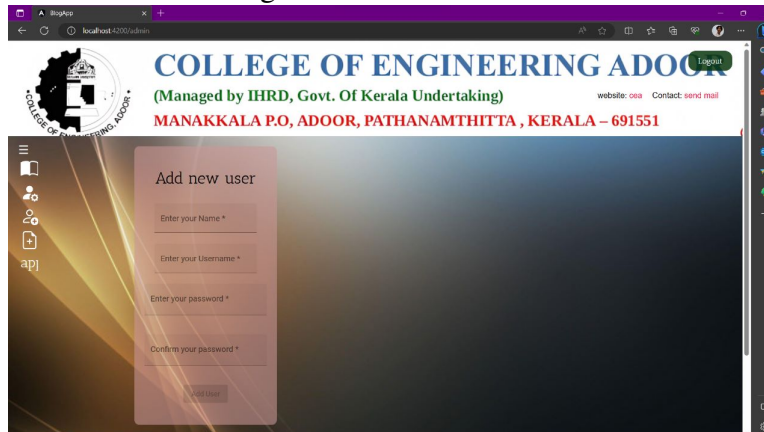 BlogApp
localhost:4200/admin
COLLEGE OF ENGINEERING ADOOR
Logout
(Managed by IHRD, Govt. Of Kerala Undertaking)
website: cea Contact: send mail
MANAKKALA P.O, ADOOR, PATHANAMTHITTA , KERALA – 691551
COLLEGE OF ENGINEERING, ADOOR.
Add new user
Enter your Name *
Enter your Username *
apj
Enter your password *
Confirm your password *
Add User